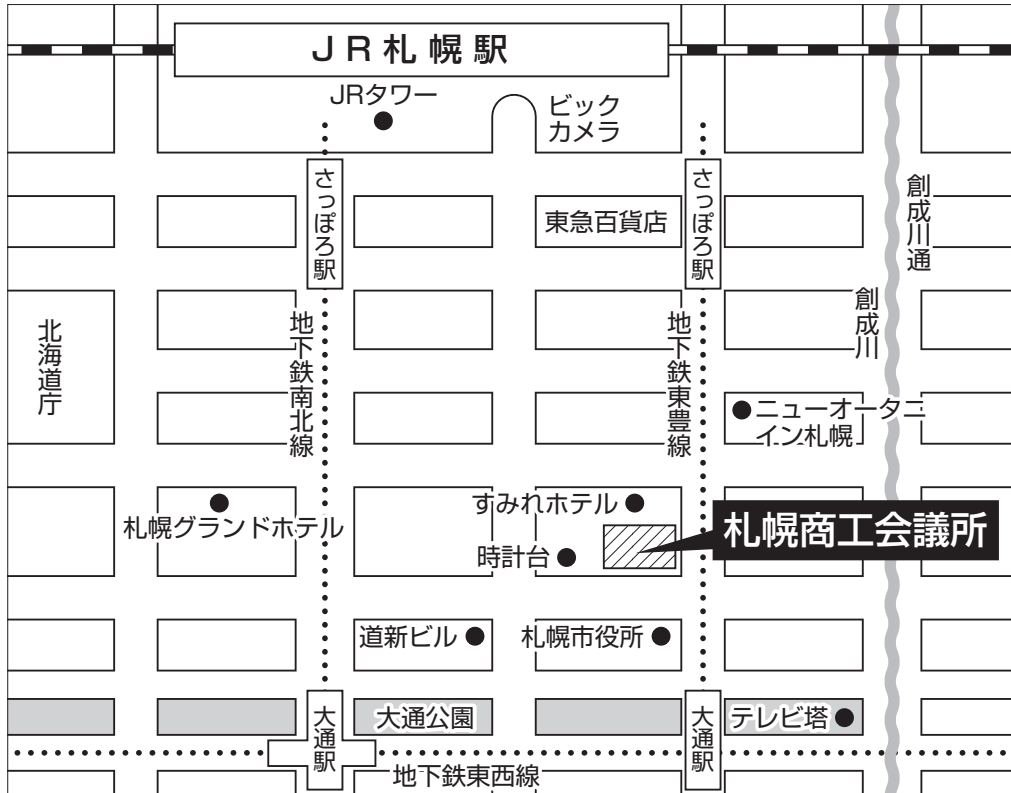 JR札幌駅
JRタワー
ビック
カメラ
さっぽろ駅
東急百貨店
さっぽろ駅
創成川通
創成川
北海道庁
地下鉄南北線
地下鉄東豊線
ニューオータニ
イン札幌
札幌グランドホテル
すみれホテル
札幌商工会議所
時計台
道新ビル
札幌市役所
大通駅
大通公園
大通駅
テレビ塔
地下鉄東西線